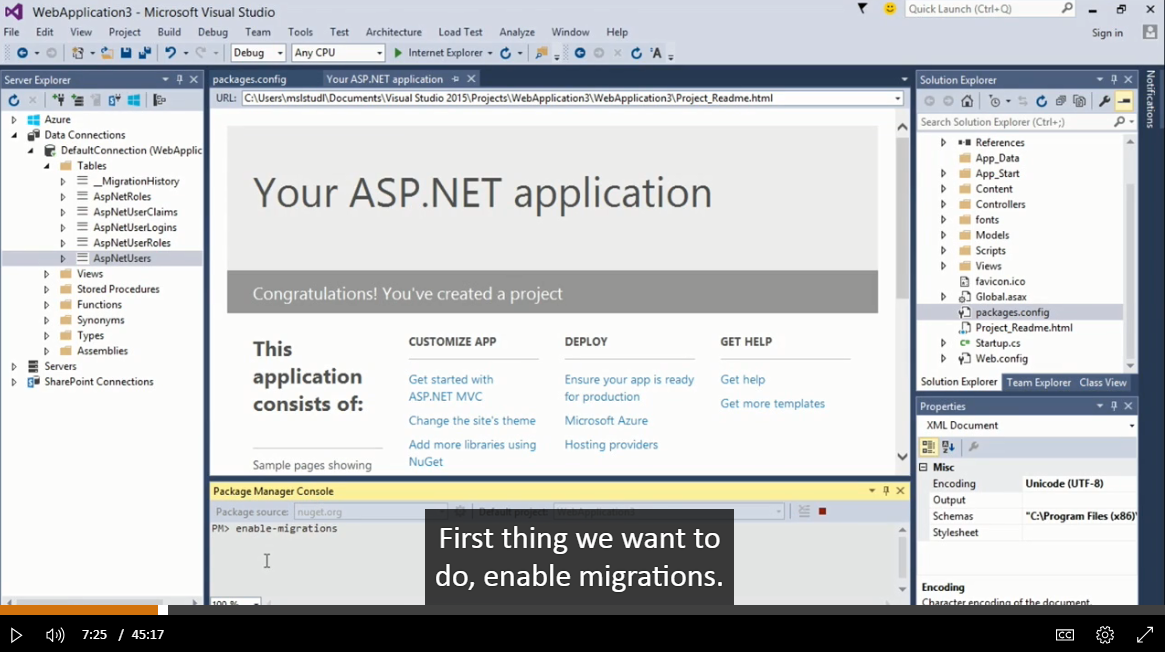 WebApplication3 - Microsoft Visual Studio
Quick Launch (Ctrl+Q)
File Edit View Project Build Debug Team Tools Test Architecture Load Test Analyze Window Help
Sign in
Debug Any CPU Internet Explorer
Server Explorer
Azure
Data Connections
DefaultConnection (WebApplic
Tables
__MigrationHistory
AspNetRoles
AspNetUserClaims
AspNetUserLogins
AspNetUserRoles
AspNetUsers
Views
Stored Procedures
Functions
Synonyms
Types
Assemblies
Servers
SharePoint Connections
packages.config
Your ASP.NET application
URL: C:\Users\mslstudl\Documents\Visual Studio 2015\Projects\WebApplication3\WebApplication3\Project_Readme.html
Your ASP.NET application
Congratulations! You've created a project
This
application
consists of:
Sample pages showing
CUSTOMIZE APP
Get started with
ASP.NET MVC
Change the site's theme
Add more libraries using
NuGet
DEPLOY
Ensure your app is ready
for production
Microsoft Azure
Hosting providers
GET HELP
Get help
Get more templates
Package Manager Console
Package source: nuget.org Default project: WebApplication3
PM> enable-migrations
100 %
First thing we want to
do, enable migrations.
Solution Explorer
Search Solution Explorer (Ctrl+;)
References
App_Data
App_Start
Content
Controllers
fonts
Models
Scripts
Views
favicon.ico
Global.asax
packages.config
Project_Readme.html
Startup.cs
Web.config
Solution Explorer Team Explorer Class View
Properties
XML Document
Misc
Encoding Unicode (UTF-8)
Output
Schemas "C:\Program Files (x86)\
Stylesheet
Encoding
Character encoding of the document.
Notifications
7:25 / 45:17
CC